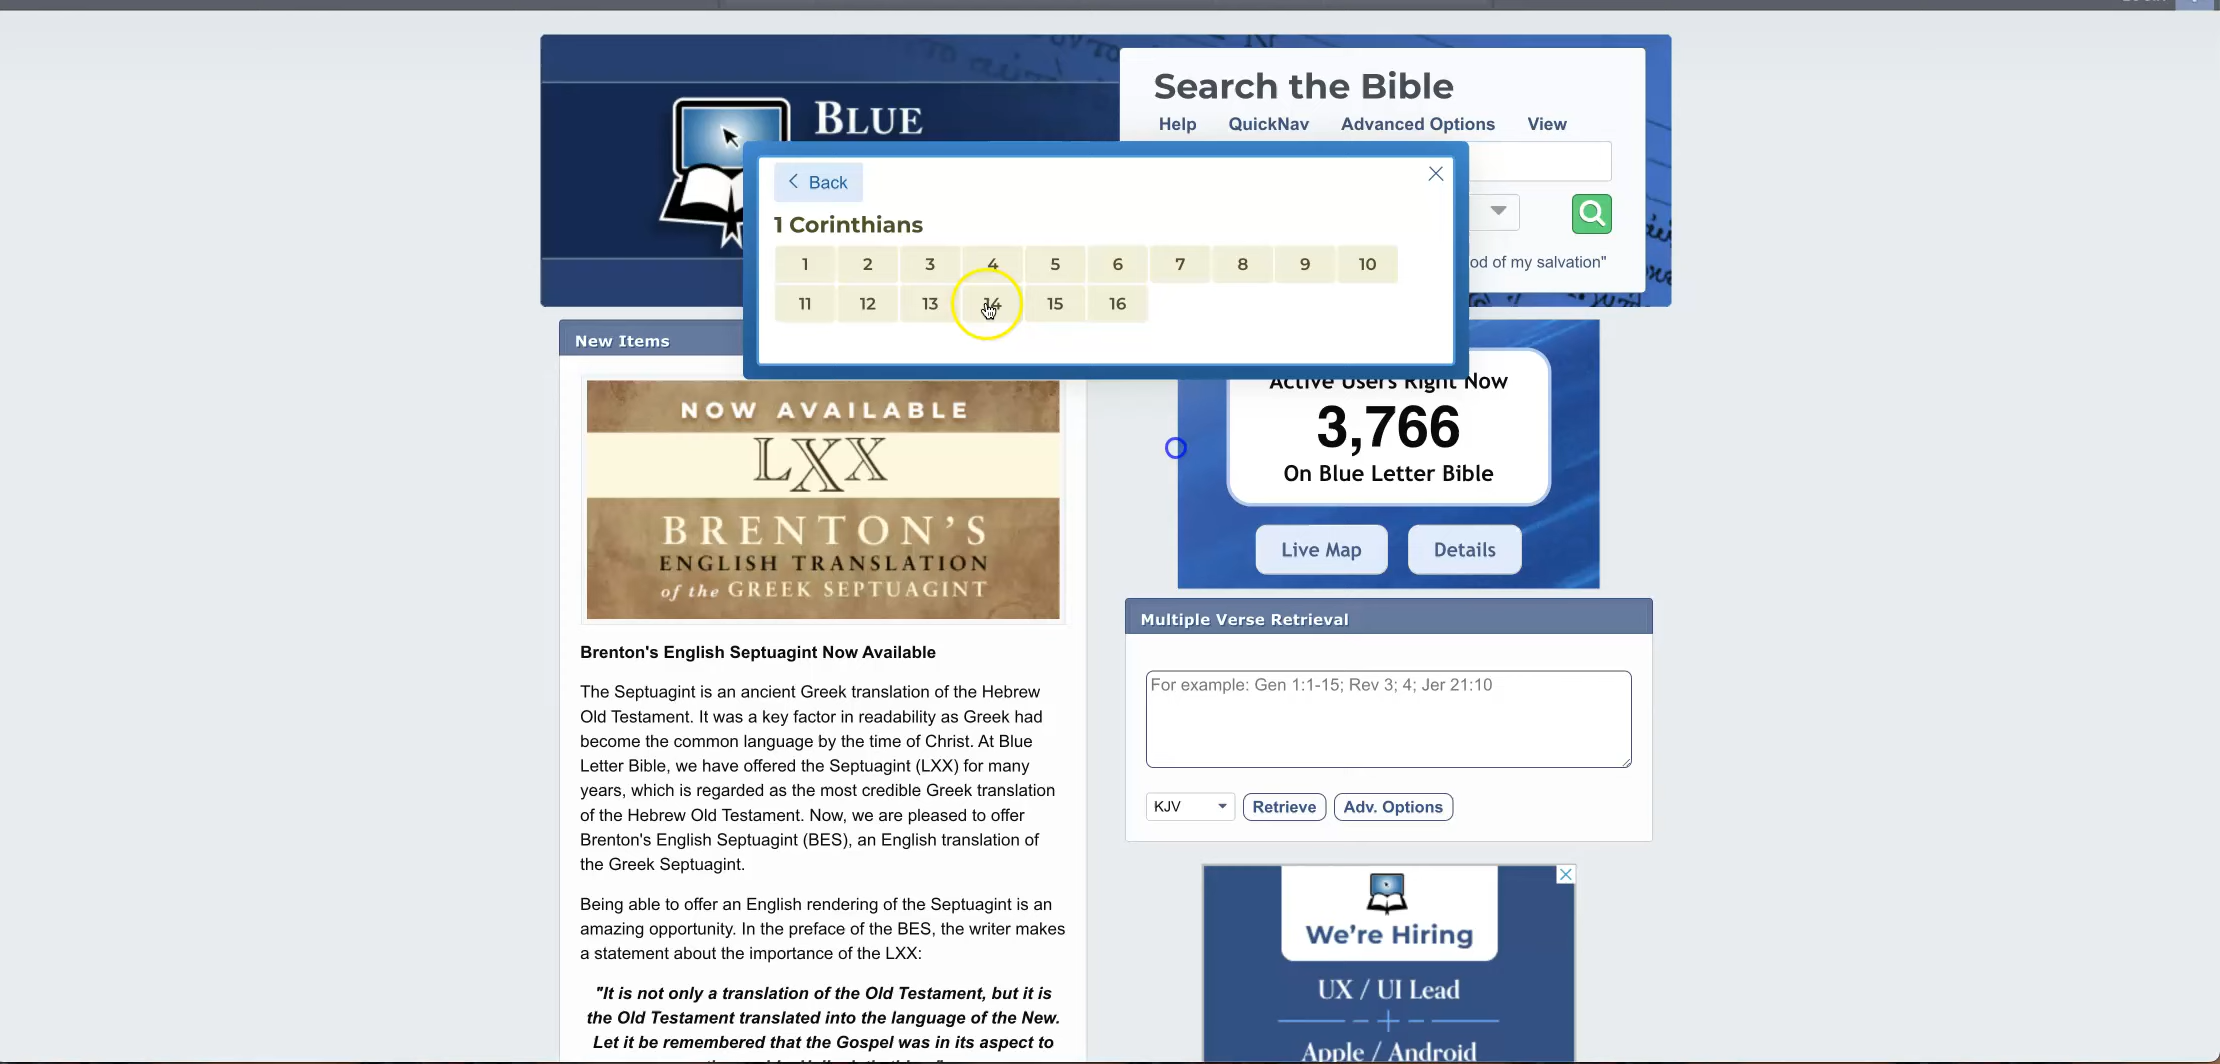 BLUE
Search the Bible
Help QuickNav Advanced Options View
Back
1 Corinthians
1 2 3 4 5 6 7 8 9 10
11 12 13 14 15 16
od of my salvation"
New Items
NOW AVAILABLE
LXX
BRENTON'S
ENGLISH TRANSLATION
of the GREEK SEPTUAGINT
Brenton's English Septuagint Now Available
The Septuagint is an ancient Greek translation of the Hebrew
Old Testament. It was a key factor in readability as Greek had
become the common language by the time of Christ. At Blue
Letter Bible, we have offered the Septuagint (LXX) for many
years, which is regarded as the most credible Greek translation
of the Hebrew Old Testament. Now, we are pleased to offer
Brenton's English Septuagint (BES), an English translation of
the Greek Septuagint.
Being able to offer an English rendering of the Septuagint is an
amazing opportunity. In the preface of the BES, the writer makes
a statement about the importance of the LXX:
"It is not only a translation of the Old Testament, but it is
the Old Testament translated into the language of the New.
Let it be remembered that the Gospel was in its aspect to
Active Users Right Now
3,766
On Blue Letter Bible
Live Map Details
Multiple Verse Retrieval
For example: Gen 1:1-15; Rev 3; 4; Jer 21:10
KJV Retrieve Adv. Options
We're Hiring
UX / UI Lead
Apple / Android